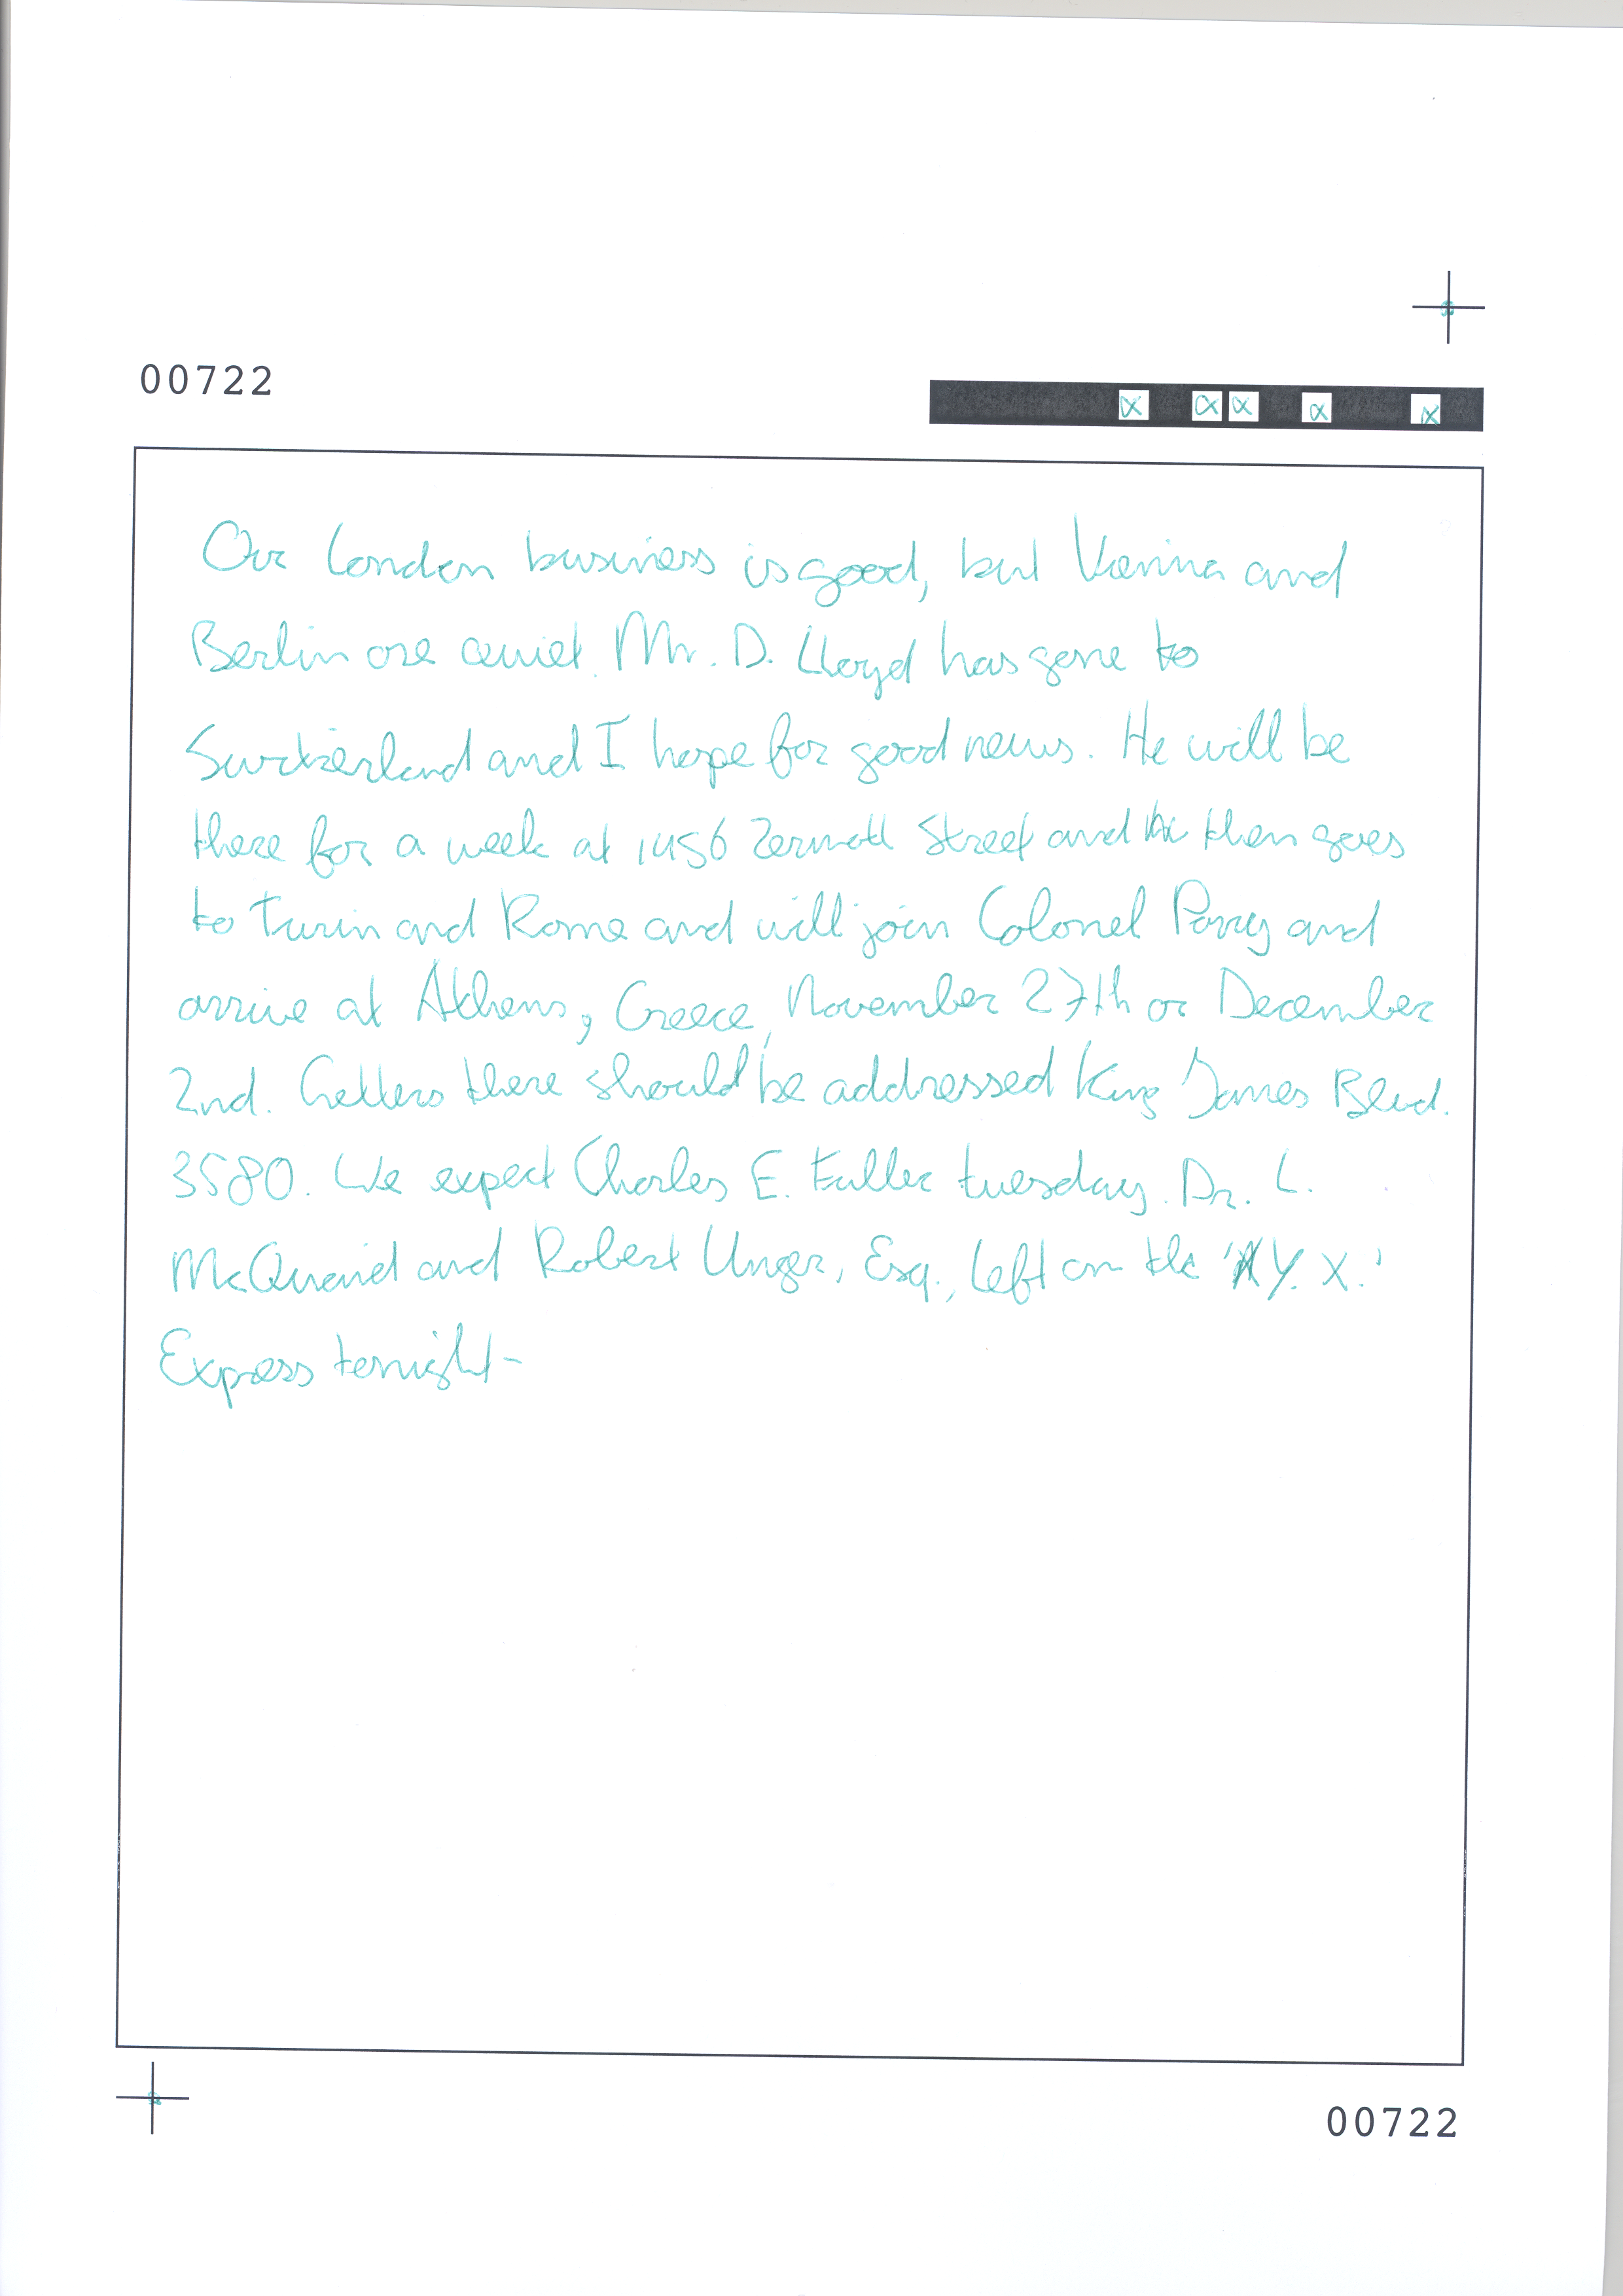 00722
Our London business is good, but Vienna and
Berlin are quiet. Mr. D. Lloyd has gone to
Switzerland and I hope for good news. He will be
there for a week at 1456 Zermatt Street and then goes
to Turin and Rome and will join Colonel Parry and
arrive at Athens, Greece, November 27th or December
2nd. Letters there should be addressed King James Blvd.
3580. We expect Charles E. Fuller tuesday. Dr. L.
McQuaid and Robert Unger, Esq., left on the 'Y. X.'
Express tonight-
00722